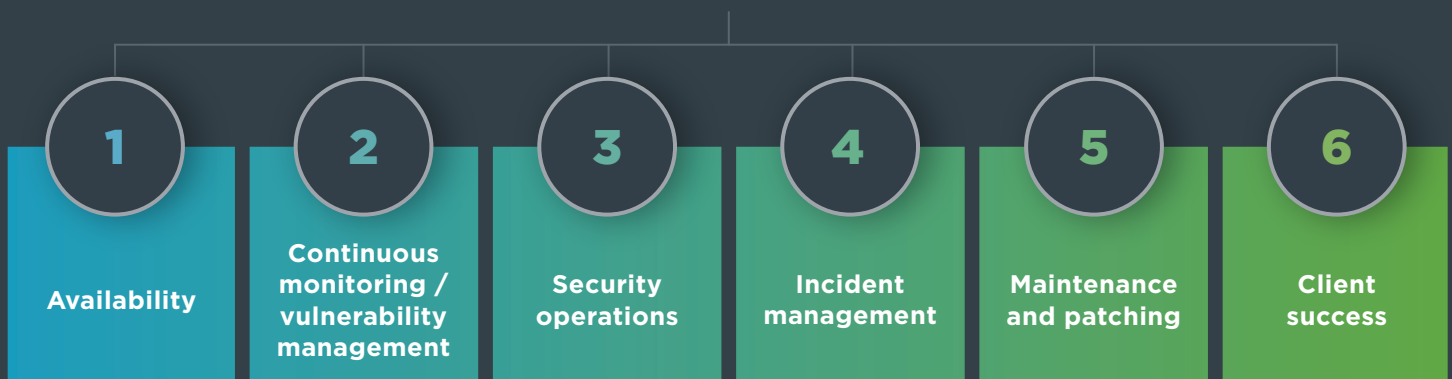 1
Availability
2
Continuous
monitoring /
vulnerability
management
3
Security
operations
4
Incident
management
5
Maintenance
and patching
6
Client
success